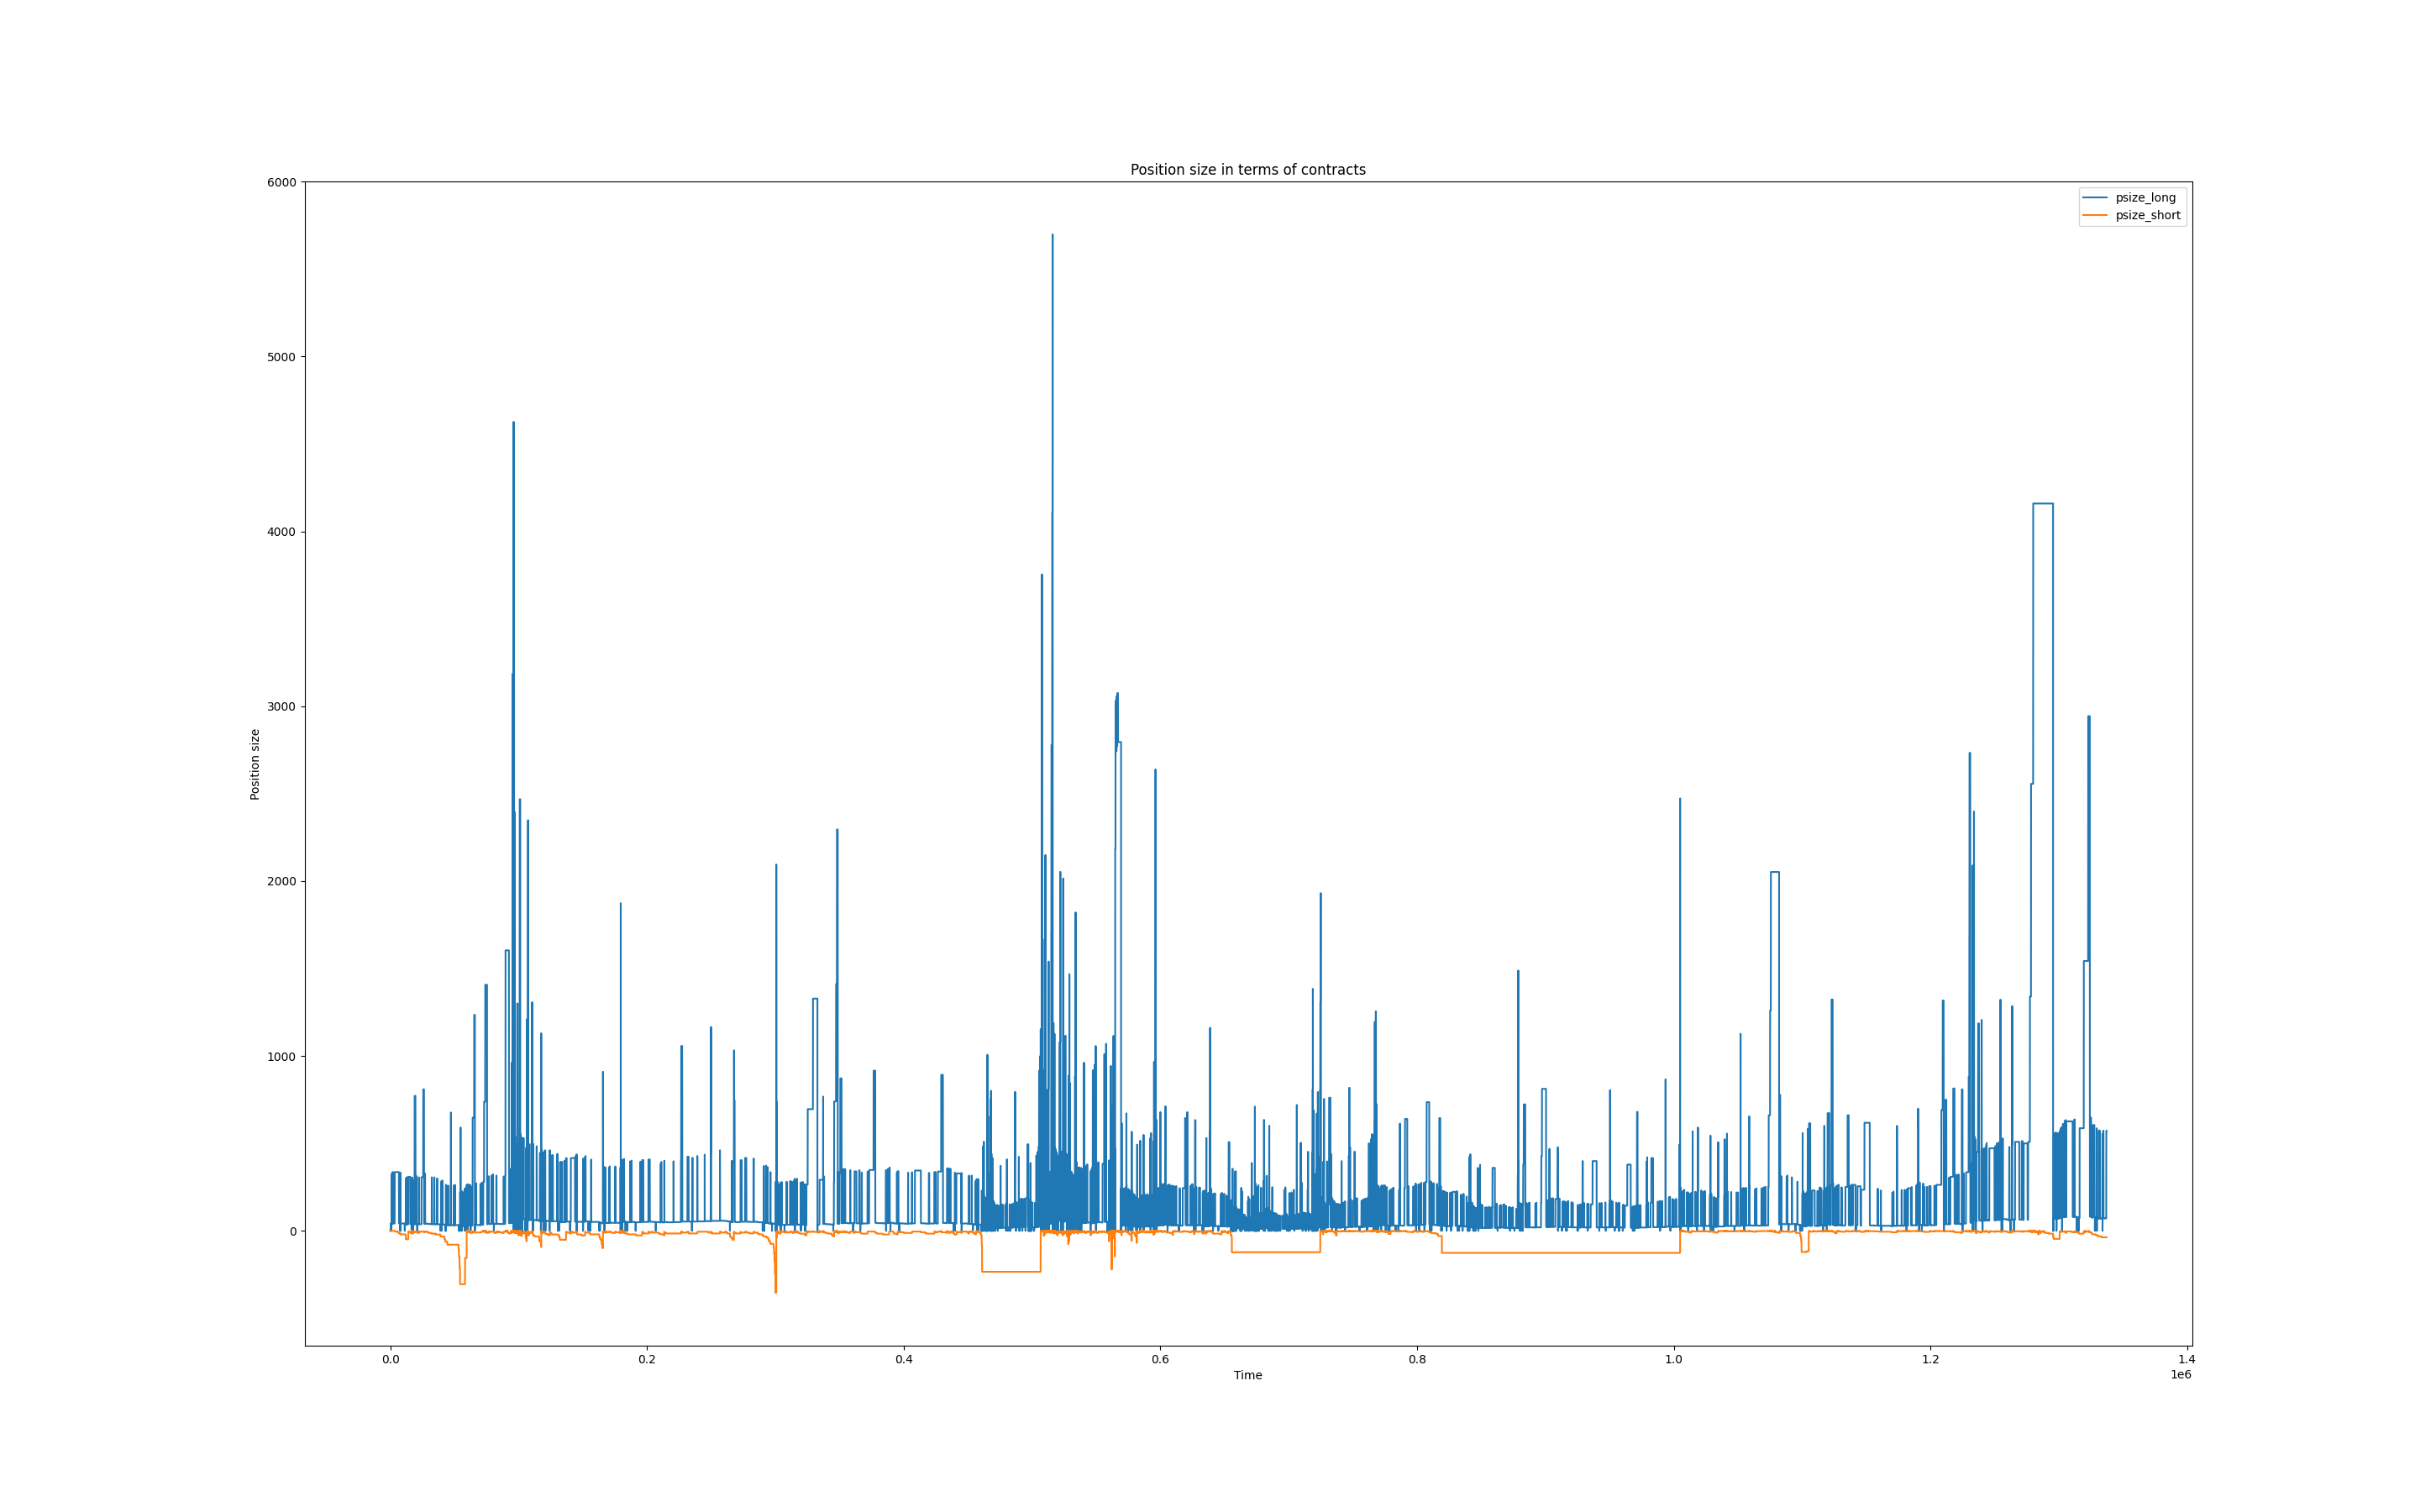 Position size in terms of contracts
psize_long
psize_short
6000
5000
4000
3000
2000
1000
0
Position size
0.0
0.2
0.4
0.6
0.8
1.0
1.2
1.4
1e6
Time